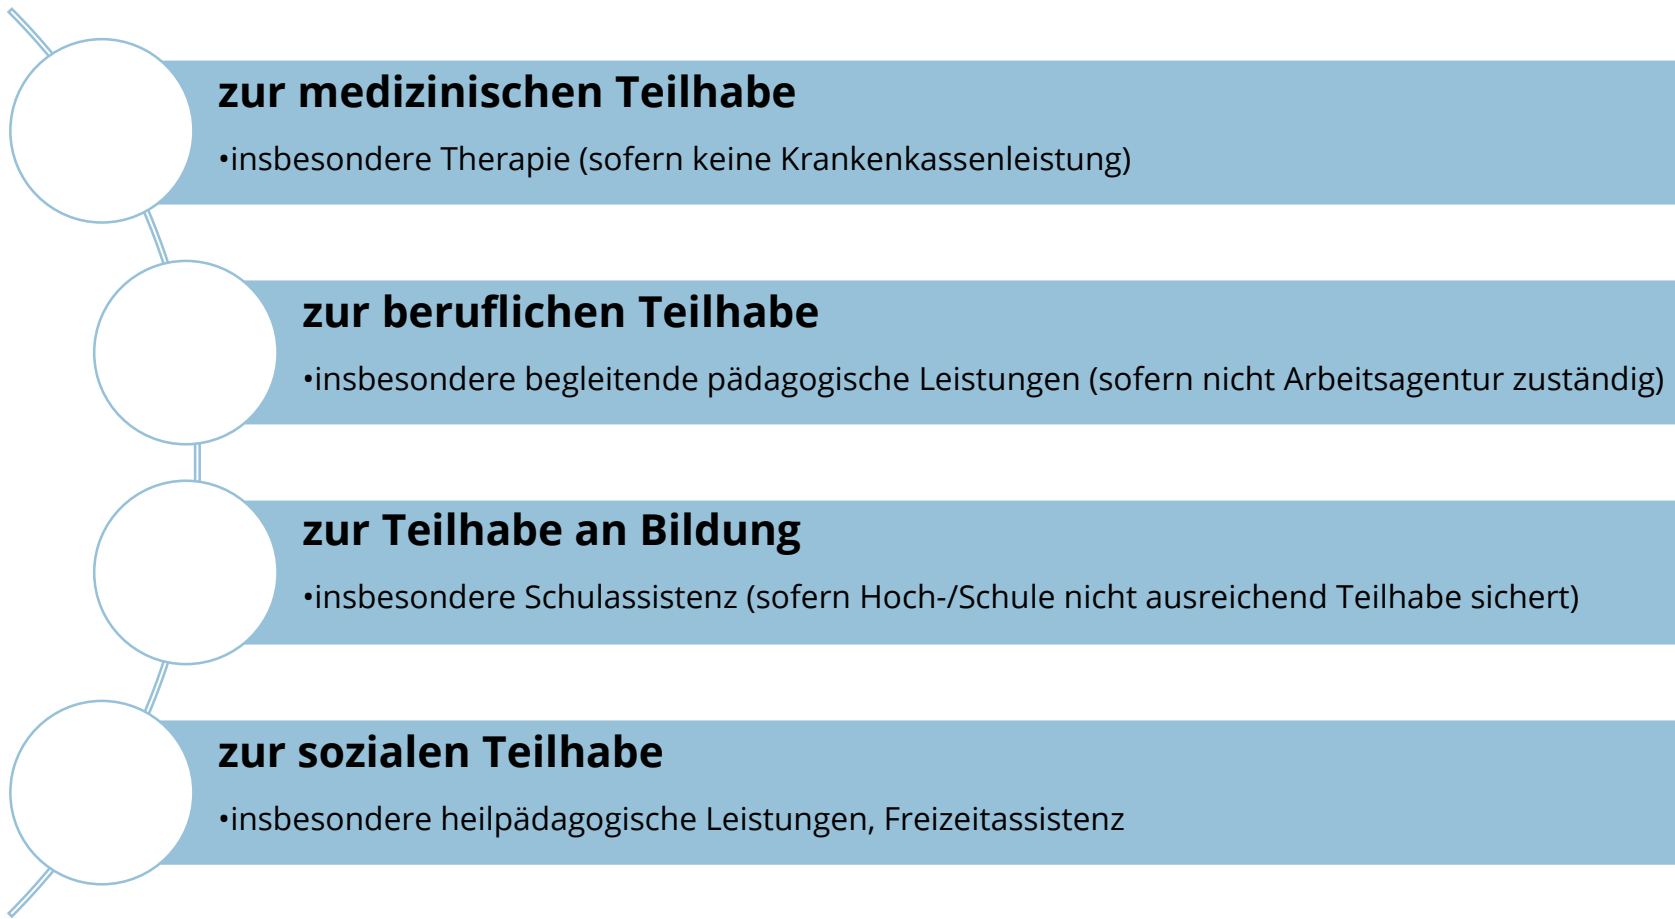 zur medizinischen Teilhabe
•insbesondere Therapie (sofern keine Krankenkassenleistung)
zur beruflichen Teilhabe
•insbesondere begleitende pädagogische Leistungen (sofern nicht Arbeitsagentur zuständig)
zur Teilhabe an Bildung
•insbesondere Schulassistenz (sofern Hoch-/Schule nicht ausreichend Teilhabe sichert)
zur sozialen Teilhabe
•insbesondere heilpädagogische Leistungen, Freizeitassistenz